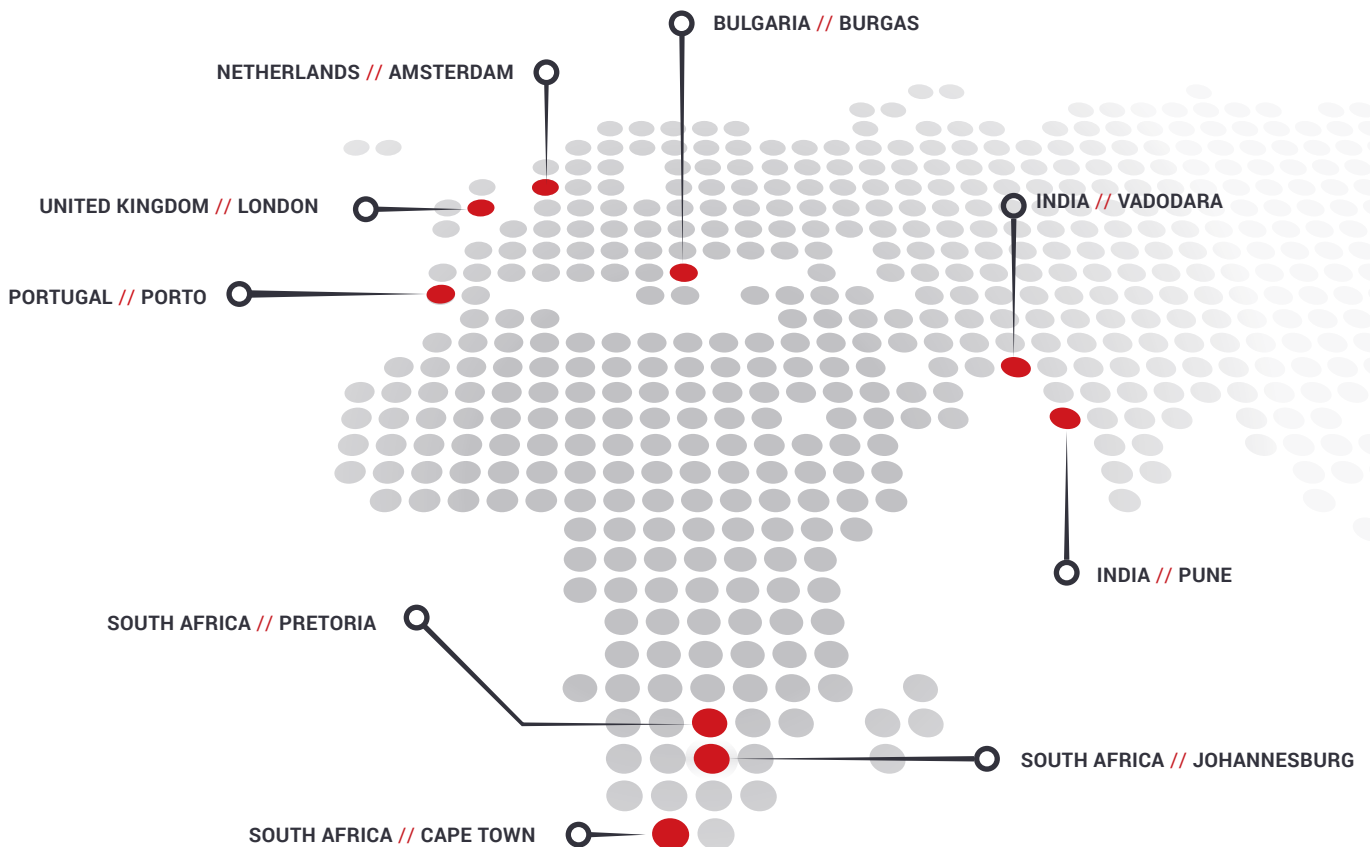 BULGARIA // BURGAS
NETHERLANDS // AMSTERDAM
UNITED KINGDOM // LONDON
INDIA // VADODARA
PORTUGAL // PORTO
INDIA // PUNE
SOUTH AFRICA // PRETORIA
SOUTH AFRICA // JOHANNESBURG
SOUTH AFRICA // CAPE TOWN